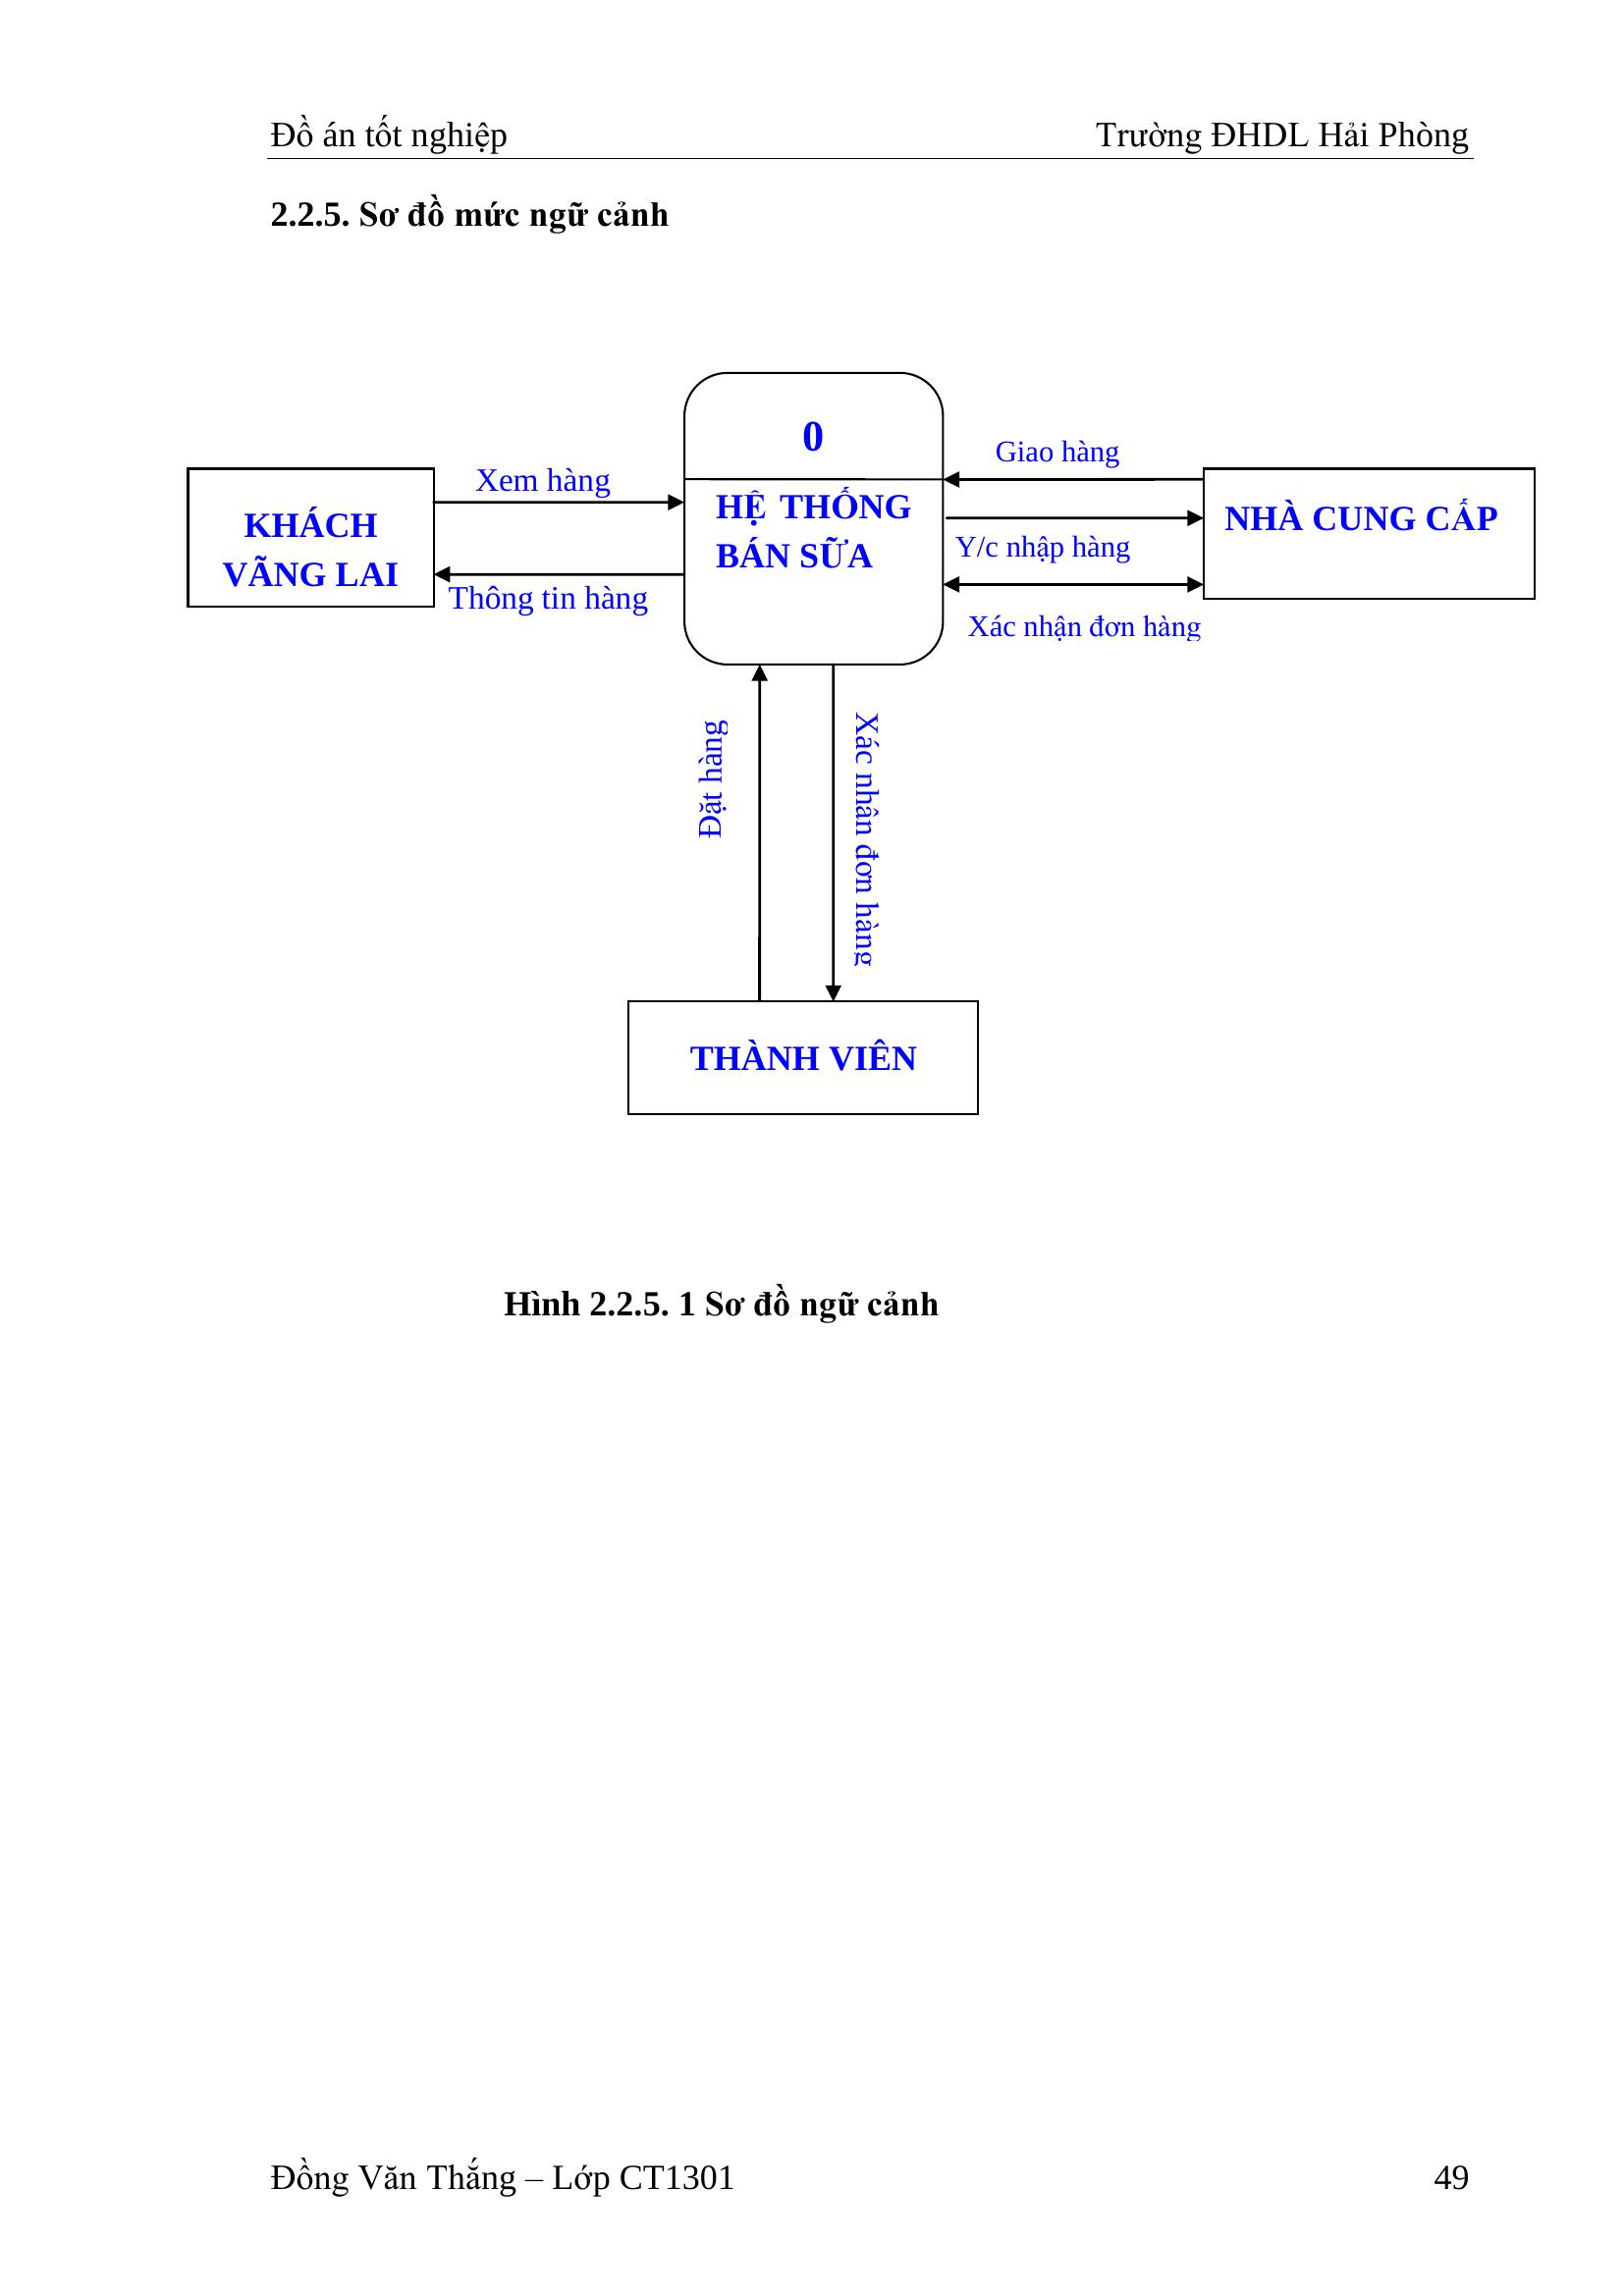 Đồ án tốt nghiệp Trường ĐHDL Hải Phòng
2.2.5. Sơ đồ mức ngữ cảnh
0
HỆ THỐNG
BÁN SỮA
KHÁCH
VÃNG LAI
Xem hàng
Thông tin hàng
Giao hàng
Y/c nhập hàng
Xác nhận đơn hàng
NHÀ CUNG CẤP
Đặt hàng
Xác nhân đơn hàng
THÀNH VIÊN
Hình 2.2.5. 1 Sơ đồ ngữ cảnh
Đồng Văn Thắng – Lớp CT1301 49